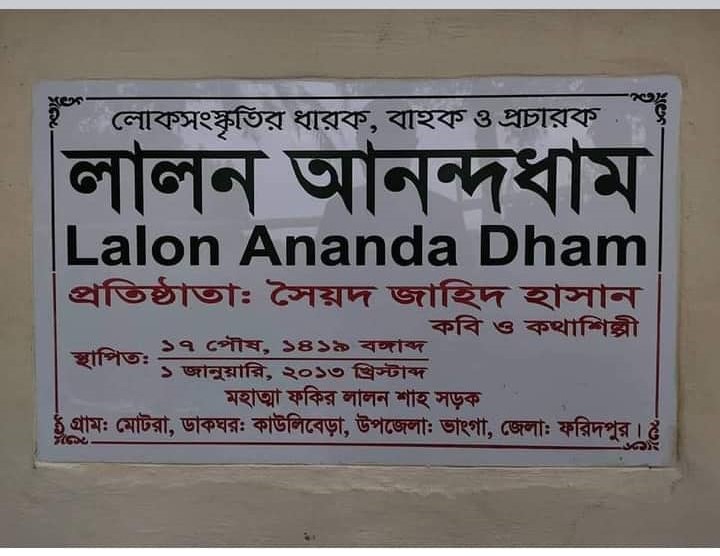 লোকসংস্কৃতির ধারক, বাহক ও প্রচারক
লালন আনন্দধাম
Lalon Ananda Dham
প্রতিষ্ঠাতা: সৈয়দ জাহিদ হাসান
কবি ও কথাশিল্পী
স্থাপিত: ১৭ পৌষ, ১৪১৯ বঙ্গাব্দ
১ জানুয়ারি, ২০১৩ খ্রিস্টাব্দ
মহাত্মা ফকির লালন শাহ সড়ক
গ্রাম: মোটরা, ডাকঘর: কাউলিবেড়া, উপজেলা: ভাংগা, জেলা: ফরিদপুর।